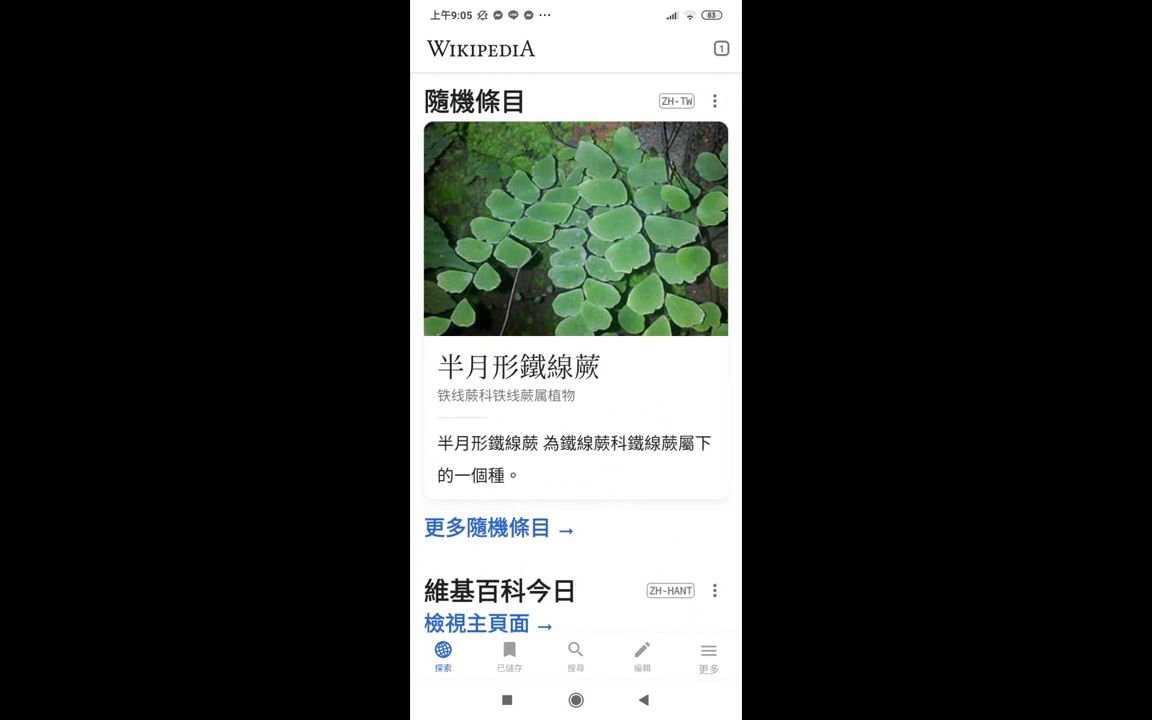 上午9:05
83
WIKIPEDIA
1
隨機條目
ZH-TW
半月形鐵線蕨
铁线蕨科铁线蕨属植物
半月形鐵線蕨 為鐵線蕨科鐵線蕨屬下
的一個種。
更多隨機條目 →
維基百科今日
ZH-HANT
檢視主頁面 →
探索
已儲存
搜尋
編輯
更多